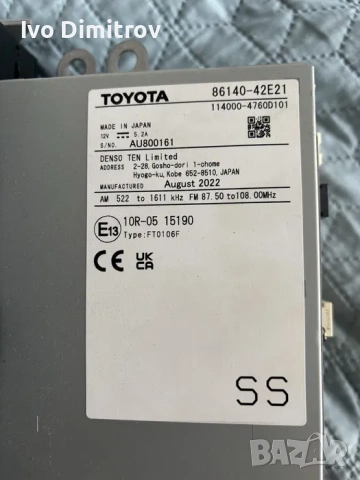 Ivo Dimitrov
TOYOTA 86140-42E21
114000-4760D101
MADE IN JAPAN
12V ⎓ 5.2A
S/NO. AU800161
DENSO TEN Limited
ADDRESS 2-28, Gosho-dori 1-chome
Hyogo-ku, Kobe 652-8510, JAPAN
MANUFACTURED August 2022
AM 522 to 1611 kHz FM 87.50 to108.00MHz
E13 10R-05 15190
Type:FT0106F
CE UK CA
SS
BAZAR
bg